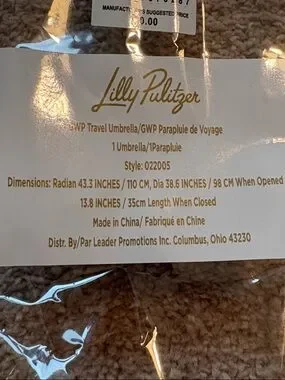 MANUFACTURER'S SUGGESTED PRICE
Lilly Pulitzer
GWP Travel Umbrella/GWP Parapluie de Voyage
1 Umbrella/1Parapluie
Style: 022005
Dimensions: Radian 43.3 INCHES / 110 CM, Dia 38.6 INCHES / 98 CM When Opened
13.8 INCHES / 35cm Length When Closed
Made in China/ Fabriqué en Chine
Distr. By/Par Leader Promotions Inc. Columbus, Ohio 43230